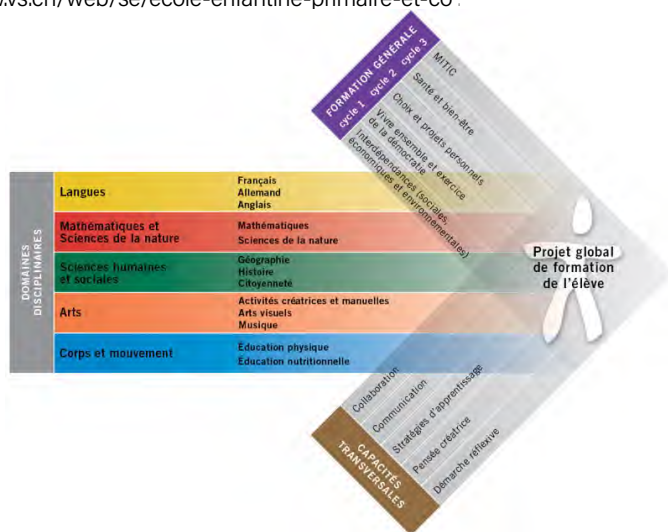 .vs.ch/web/se/ecole-enfantine-primaire-et-co
FORMATION GÉNÉRALE
cycle 1 cycle 2 cycle 3
MITIC
Santé et bien-être
Choix et projets personnels
Vivre ensemble et exercice
de la démocratie
Interdépendances (sociales,
économiques et environnementales)
DOMAINES
DISCIPLINAIRES
Langues
Français
Allemand
Anglais
Mathématiques et
Sciences de la nature
Mathématiques
Sciences de la nature
Sciences humaines
et sociales
Géographie
Histoire
Citoyenneté
Arts
Activités créatrices et manuelles
Arts visuels
Musique
Corps et mouvement
Éducation physique
Éducation nutritionnelle
Projet global
de formation
de l'élève
Collaboration
Communication
Stratégies d'apprentissage
Pensée créatrice
Démarche réflexive
CAPACITÉS
TRANSVERSALES